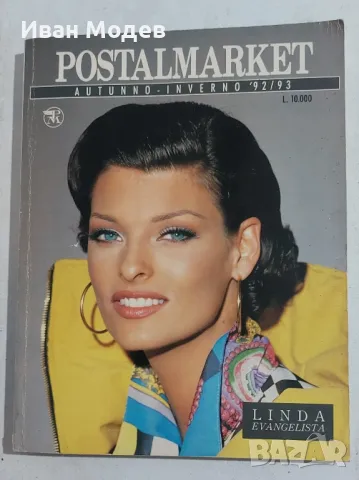 Иван Модев
POSTALMARKET
AUTUNNO - INVERNO '92/93
L. 10.000
LINDA
EVANGELISTA
BAZAR